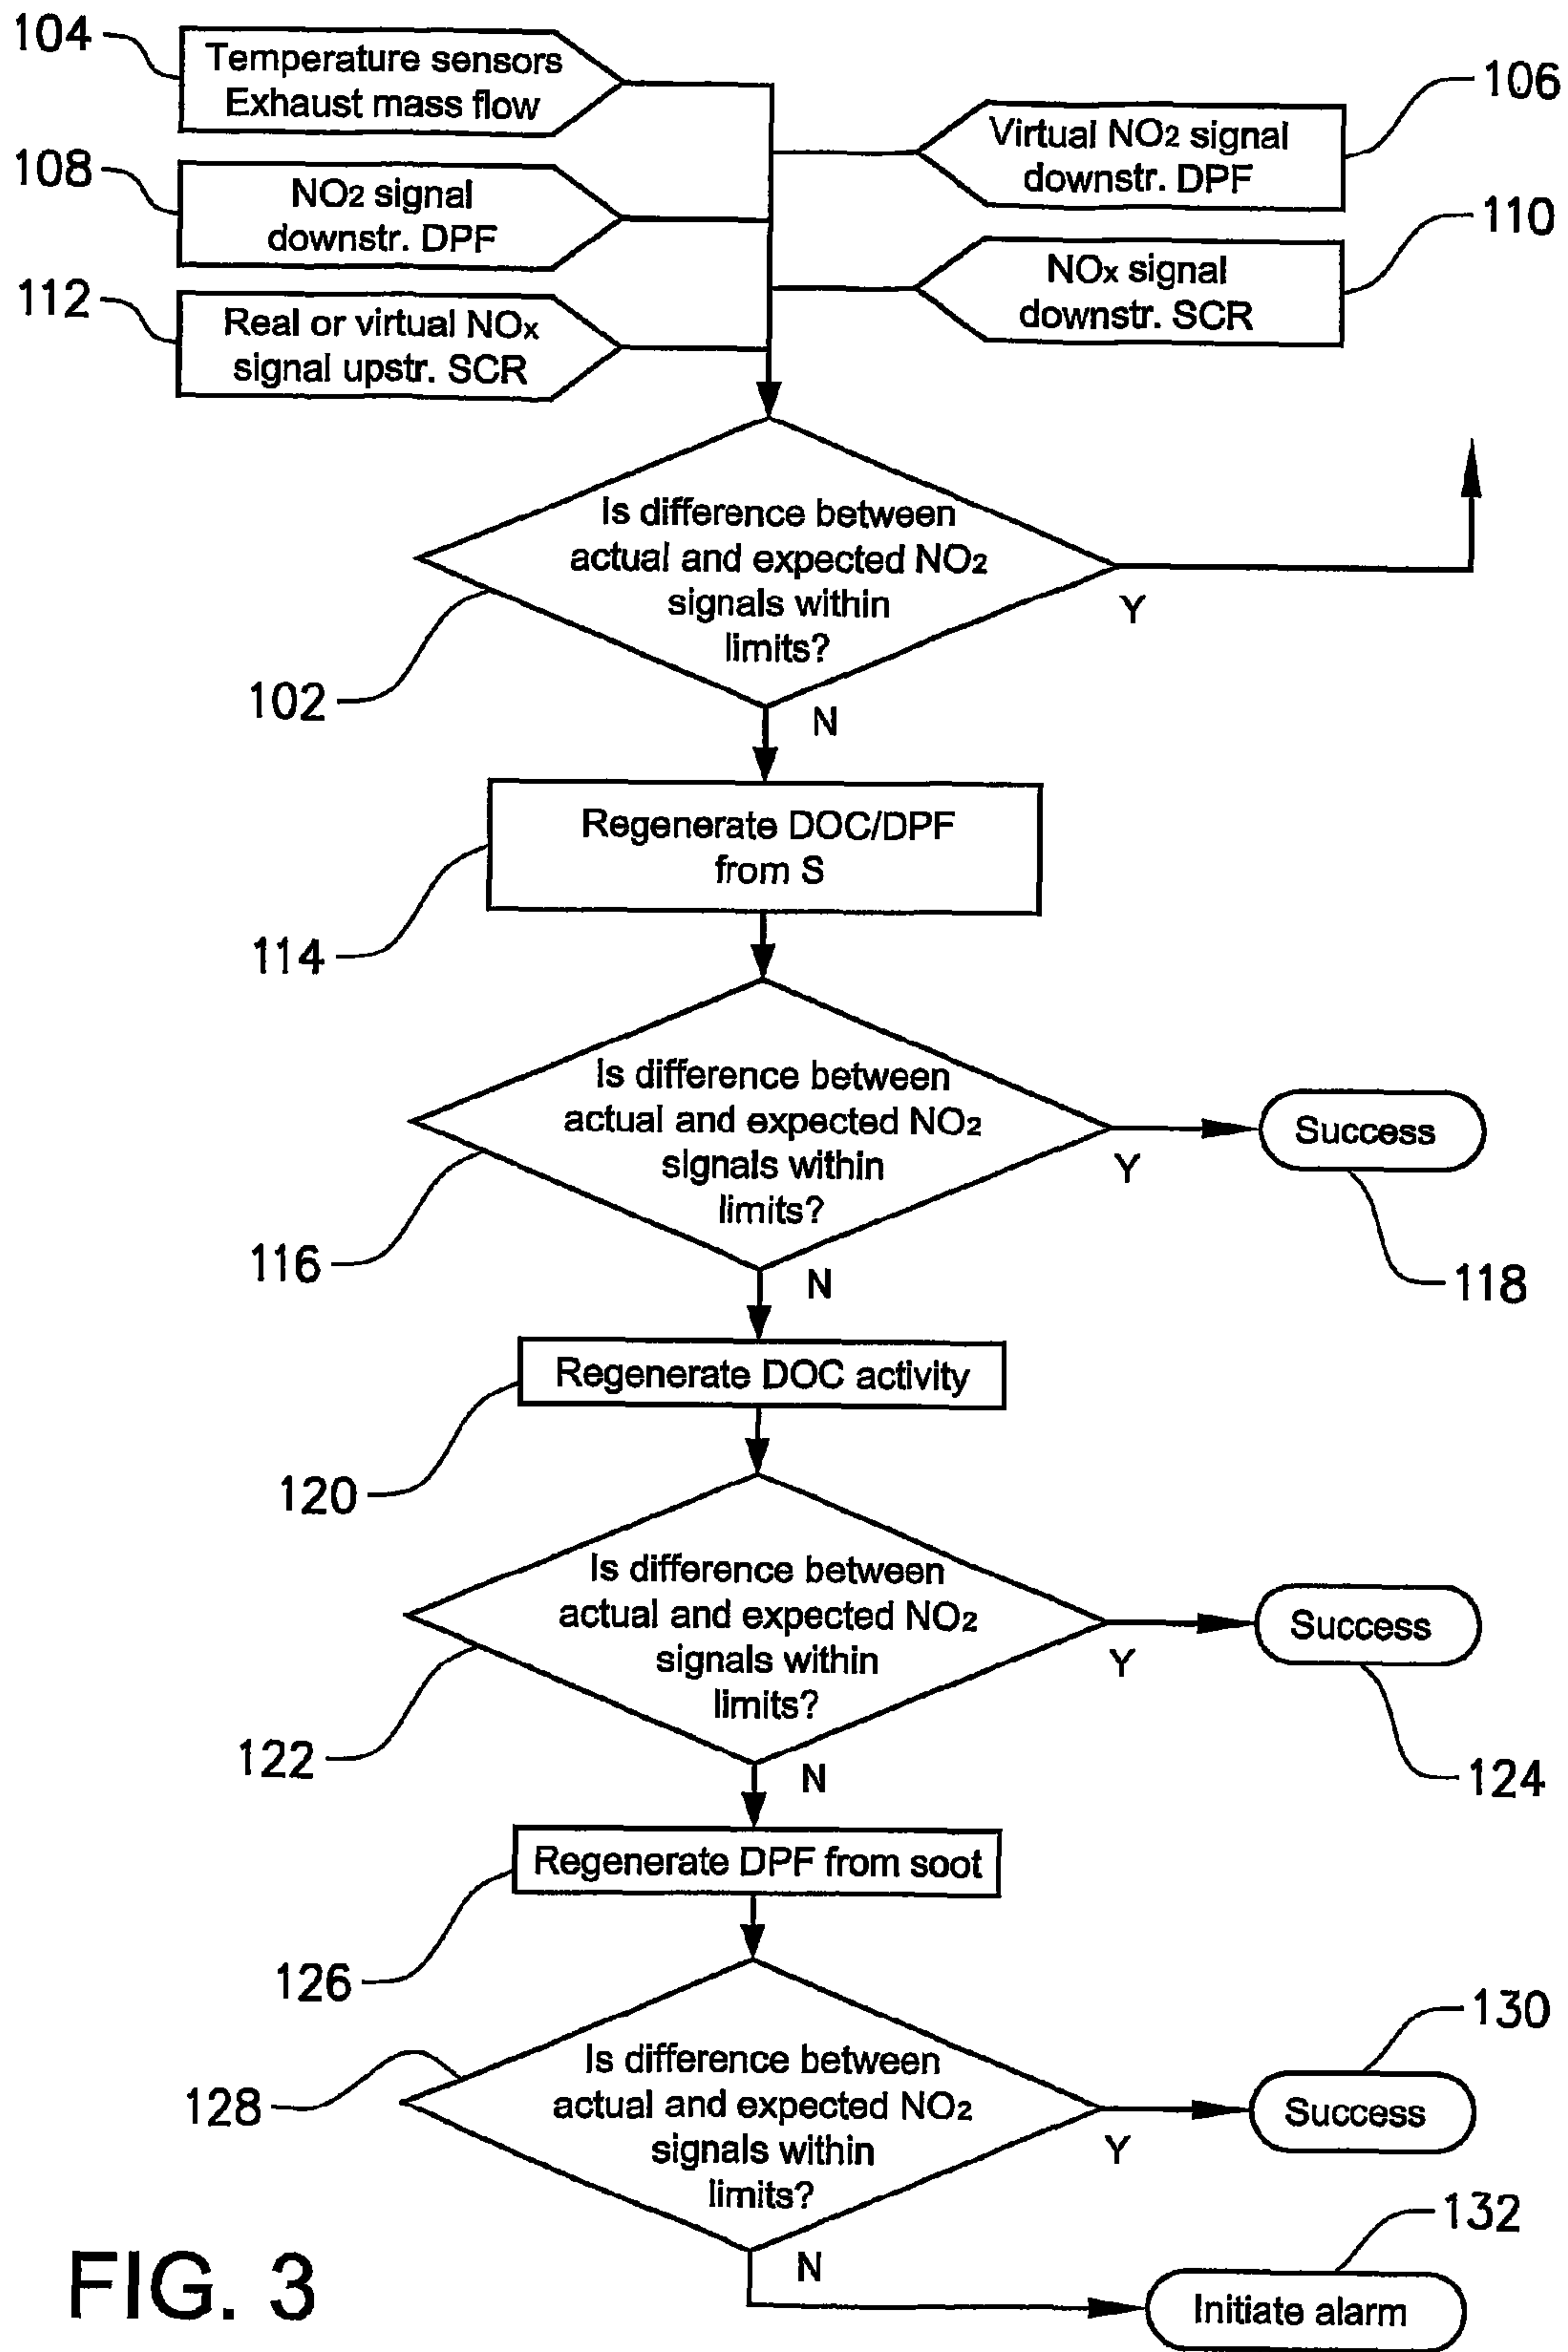 104
Temperature sensors
Exhaust mass flow
106
Virtual NO2 signal
downstr. DPF
108
NO2 signal
downstr. DPF
110
NOx signal
downstr. SCR
112
Real or virtual NOx
signal upstr. SCR
Is difference between
actual and expected NO2
signals within
limits?
Y
102
N
Regenerate DOC/DPF
from S
114
Is difference between
actual and expected NO2
signals within
limits?
Y
Success
116
118
N
Regenerate DOC activity
120
Is difference between
actual and expected NO2
signals within
limits?
Y
Success
122
124
N
Regenerate DPF from soot
126
Is difference between
actual and expected NO2
signals within
limits?
128
Y
130
Success
132
N
Initiate alarm
FIG. 3